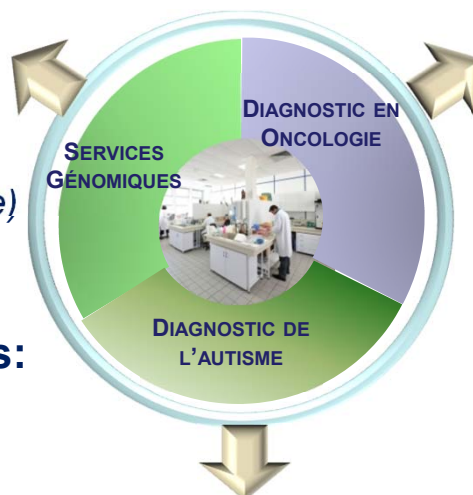 DIAGNOSTIC EN
ONCOLOGIE
SERVICES
GÉNOMIQUES
e)
DIAGNOSTIC DE
L'AUTISME
s: